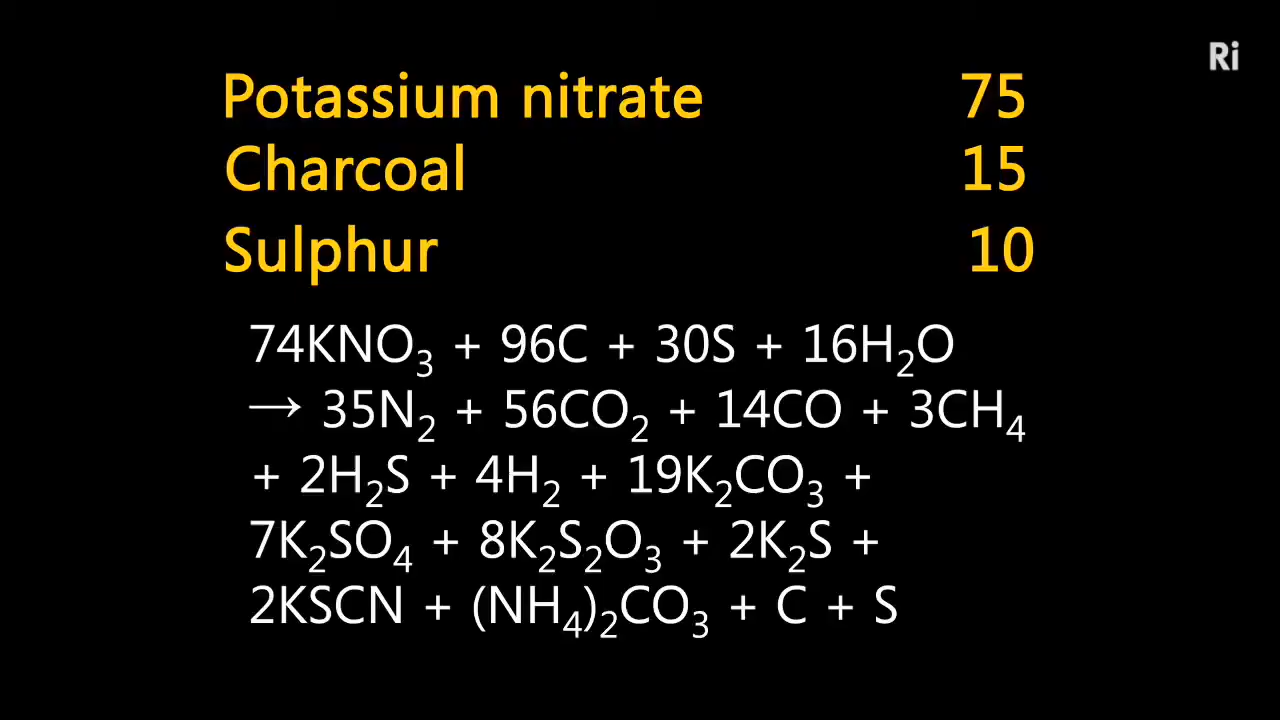 Ri
Potassium nitrate 75
Charcoal 15
Sulphur 10
74KNO₃ + 96C + 30S + 16H₂O
→ 35N₂ + 56CO₂ + 14CO + 3CH₄
+ 2H₂S + 4H₂ + 19K₂CO₃ +
7K₂SO₄ + 8K₂S₂O₃ + 2K₂S +
2KSCN + (NH₄)₂CO₃ + C + S